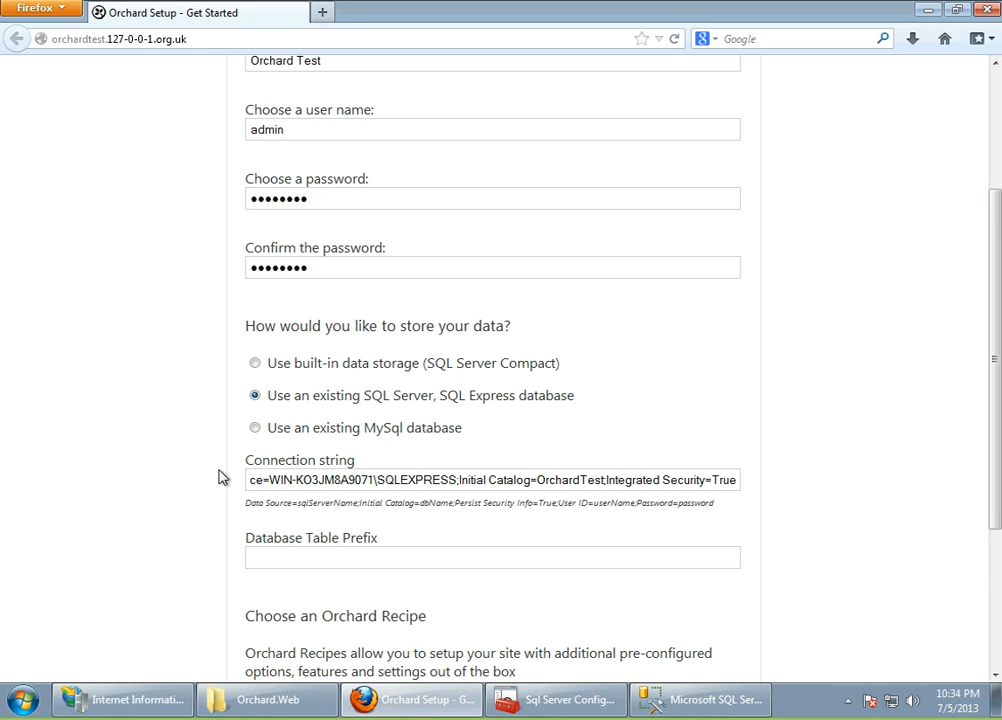 Firefox
Orchard Setup - Get Started
orchardtest.127-0-0-1.org.uk
Google
Orchard Test
Choose a user name:
admin
Choose a password:
••••••••
Confirm the password:
••••••••
How would you like to store your data?
Use built-in data storage (SQL Server Compact)
Use an existing SQL Server, SQL Express database
Use an existing MySql database
Connection string
ce=WIN-KO3JM8A9071\SQLEXPRESS;Initial Catalog=OrchardTest;Integrated Security=True
Data Source=sqlServerName;Initial Catalog=dbName;Persist Security Info=True;User ID=userName;Password=password
Database Table Prefix
Choose an Orchard Recipe
Orchard Recipes allow you to setup your site with additional pre-configured
options, features and settings out of the box
Internet Informati...
Orchard.Web
Orchard Setup - G...
Sql Server Config...
Microsoft SQL Ser...
10:34 PM
7/5/2013